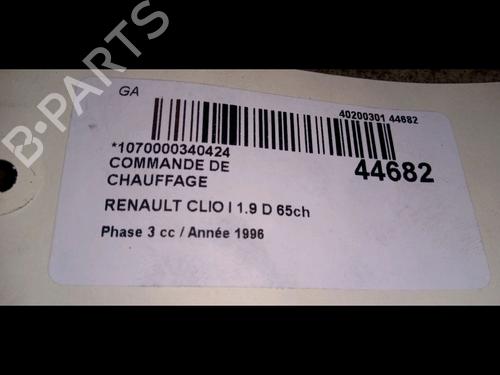 B-PARTS
GA
40200301 44682
*1070000340424
44682
COMMANDE DE
CHAUFFAGE
RENAULT CLIO I 1.9 D 65ch
Phase 3 cc / Année 1996